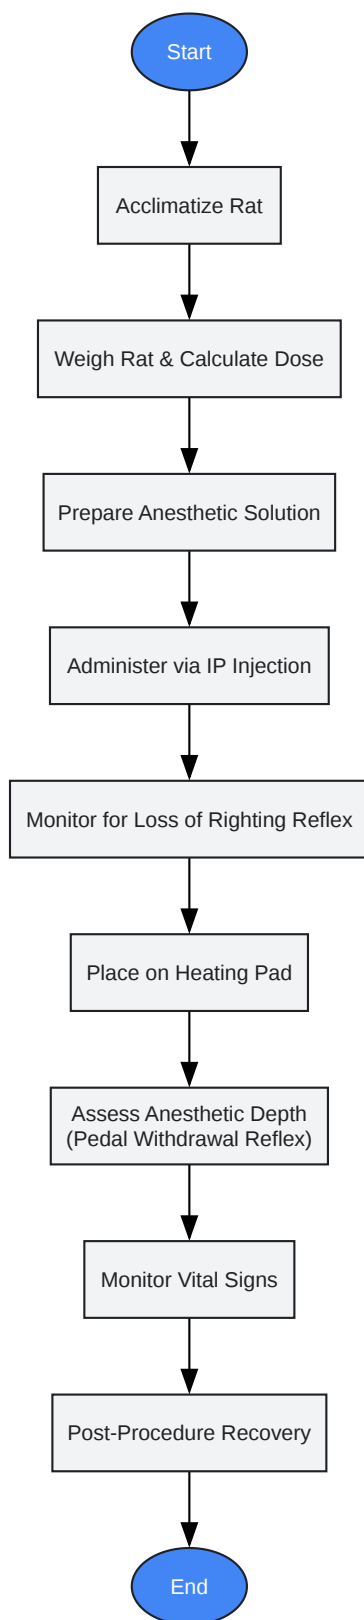 Start
Acclimatize Rat
Weigh Rat & Calculate Dose
Prepare Anesthetic Solution
Administer via IP Injection
Monitor for Loss of Righting Reflex
Place on Heating Pad
Assess Anesthetic Depth
(Pedal Withdrawal Reflex)
Monitor Vital Signs
Post-Procedure Recovery
End